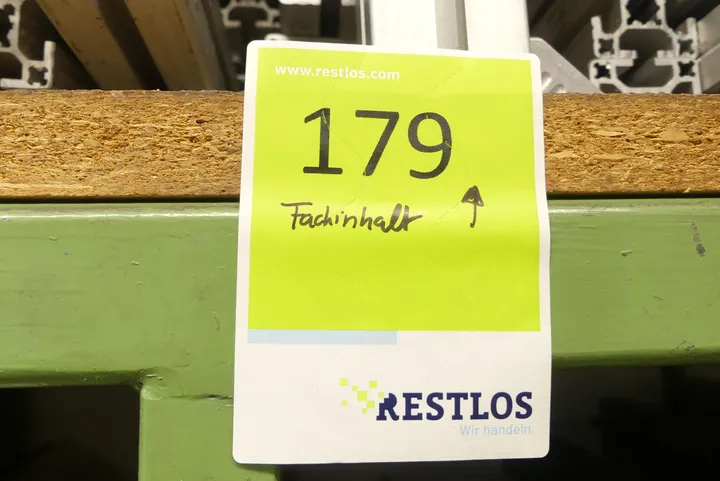 www.restlos.com
179
Fachinhalt
RESTLOS
Wir handeln.